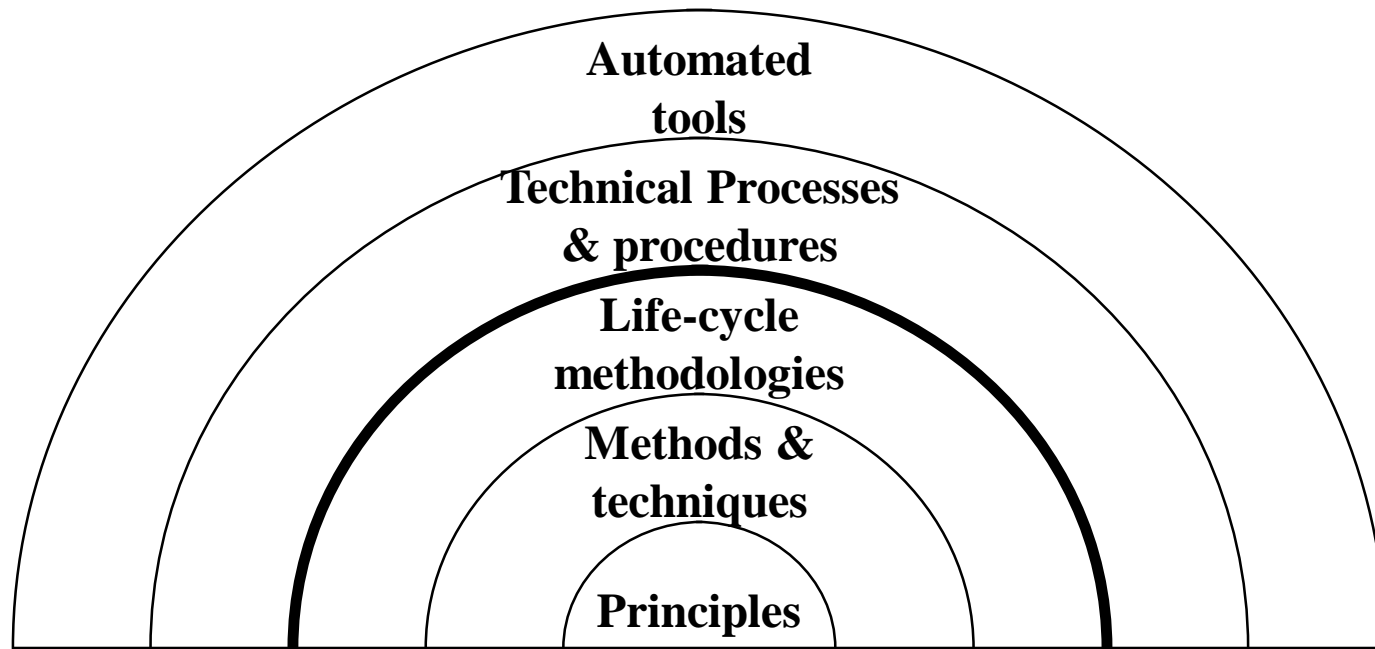 Automated
tools
Technical Processes
& procedures
Life-cycle
methodologies
Methods &
techniques
Principles